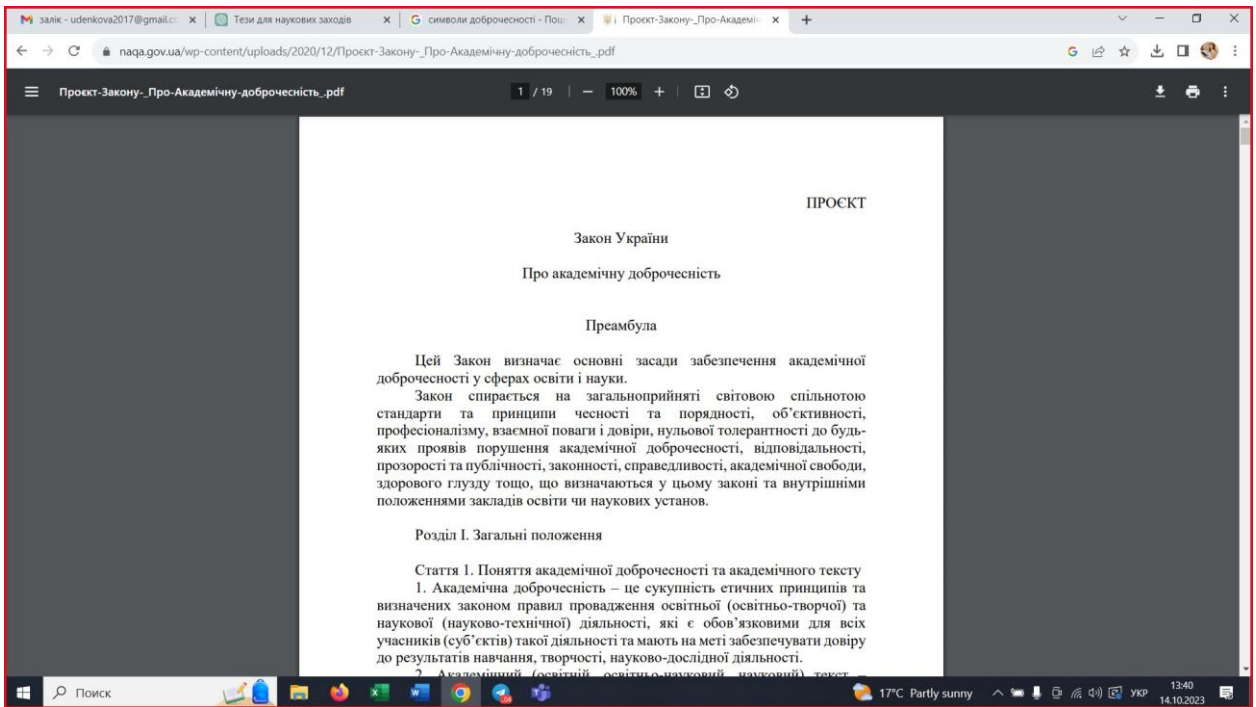 залік - udenkova2017@gmail.co
Тези для наукових заходів
символи доброчесності - Пош
Проєкт-Закону-_Про-Академіч
naqa.gov.ua/wp-content/uploads/2020/12/Проєкт-Закону-_Про-Академічну-доброчесність_.pdf
Проєкт-Закону-_Про-Академічну-доброчесність_.pdf
1 / 19
100%
ПРОЄКТ
Закон України
Про академічну доброчесність
Преамбула
Цей Закон визначає основні засади забезпечення академічної
доброчесності у сферах освіти і науки.
Закон спирається на загальноприйняті світовою спільнотою
стандарти та принципи чесності та порядності, об’єктивності,
професіоналізму, взаємної поваги і довіри, нульової толерантності до будь-
яких проявів порушення академічної доброчесності, відповідальності,
прозорості та публічності, законності, справедливості, академічної свободи,
здорового глузду тощо, що визначаються у цьому законі та внутрішніми
положеннями закладів освіти чи наукових установ.
Розділ І. Загальні положення
Стаття 1. Поняття академічної доброчесності та академічного тексту
1. Академічна доброчесність – це сукупність етичних принципів та
визначених законом правил провадження освітньої (освітньо-творчої) та
наукової (науково-технічної) діяльності, які є обов’язковими для всіх
учасників (суб’єктів) такої діяльності та мають на меті забезпечувати довіру
до результатів навчання, творчості, науково-дослідної діяльності.
2. Академічний (освітній, освітньо-науковий, науковий) текст –
Поиск
17°C Partly sunny
УКР
13:40
14.10.2023